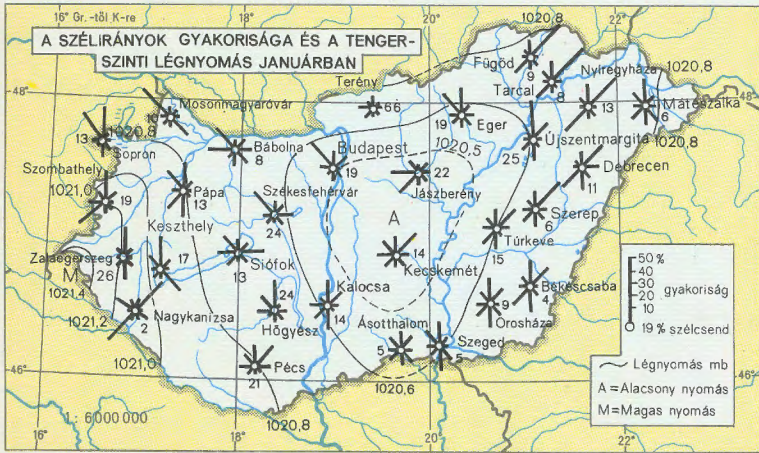 16° Gr.-től K-re
18°
20°
1020,8
22°
A SZÉLIRÁNYOK GYAKORISÁGA ÉS A TENGER-
SZINTI LÉGNYOMÁS JANUÁRBAN
Fügöd
9
Tarcal
8
Nyíregyháza
13
1020,8
48°
48°
Terény
66
Mátészalka
6
1020,8
Mosonmagyaróvár
10
Sopron
13
1020,8
Bábolna
8
Budapest
19
1020,5
Eger
19
Újszentmargita
25
Debrecen
11
Szombathely
1021,0
19
Pápa
13
Székesfehérvár
24
Jászberény
22
A
Szerep
6
Túrkeve
15
Keszthely
17
Zalaegerszeg
26
M
1021,4
Siófok
13
Kecskemét
14
1021,2
Nagykanizsa
2
Hőgyész
24
Kalocsa
14
Orosháza
9
Békéscsaba
4
1021,0
Pécs
21
Ásotthalom
5
Szeged
5
1020,6
1020,8
46°
46°
1: 6000 000
16°
18°
20°
22°
50 %
40
30
20
10
gyakoriság
19 % szélcsend
Légnyomás mb
A = Alacsony nyomás
M = Magas nyomás